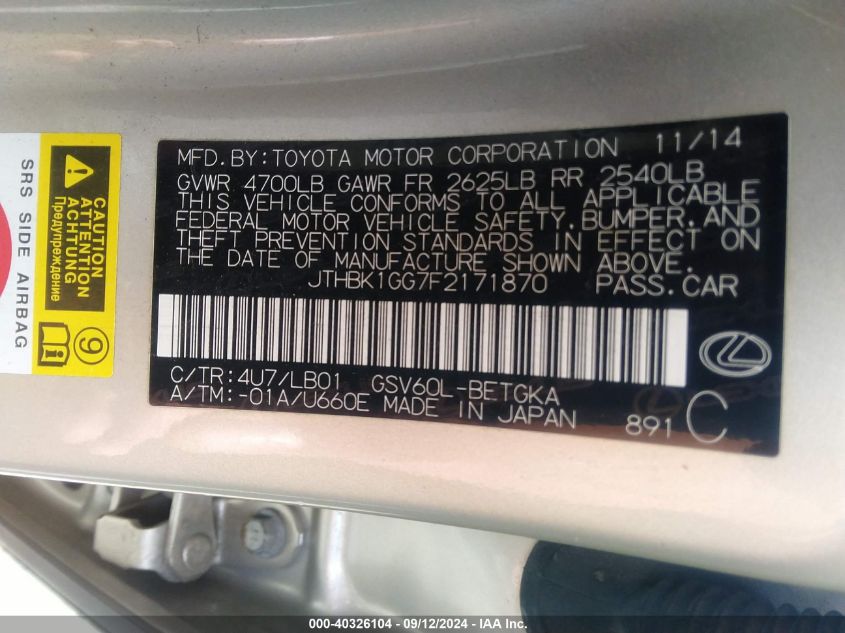 MFD.BY:TOYOTA MOTOR CORPORATION 11/14
GVWR 4700LB GAWR FR 2625LB RR 2540LB
THIS VEHICLE CONFORMS TO ALL APPLICABLE
FEDERAL MOTOR VEHICLE SAFETY,BUMPER,AND
THEFT PREVENTION STANDARDS IN EFFECT ON
THE DATE OF MANUFACTURE SHOWN ABOVE.
JTHBK1GG7F2171870 PASS.CAR
C/TR:4U7/LB01 GSV60L-BETGKA
A/TM:-01A/U660E MADE IN JAPAN
891 C
SRS SIDE AIRBAG
CAUTION
ATTENTION
ACHTUNG
Предупреждение
9
000-40326104 - 09/12/2024 - IAA Inc.